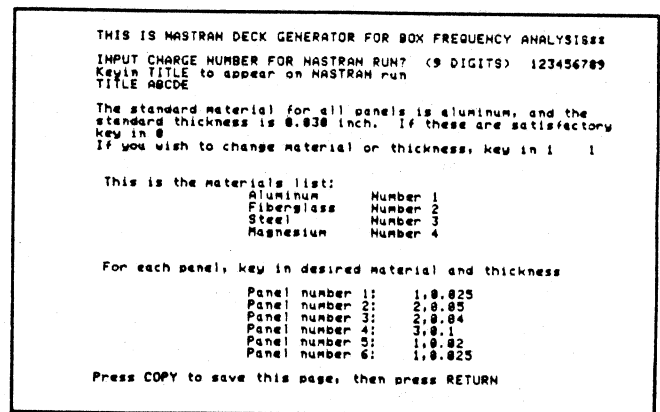 THIS IS NASTRAN DECK GENERATOR FOR BOX FREQUENCY ANALYSIS**
INPUT CHARGE NUMBER FOR NASTRAN RUN? (9 DIGITS) 123456789
Keyin TITLE to appear on NASTRAN run
TITLE ABCDE
The standard material for all panels is aluminum, and the
standard thickness is 0.030 inch. If these are satisfactory
key in 0
If you wish to change material or thickness, key in 1 1
This is the materials list:
Aluminum Number 1
Fiberglass Number 2
Steel Number 3
Magnesium Number 4
For each panel, key in desired material and thickness
Panel number 1: 1,0.025
Panel number 2: 2,0.05
Panel number 3: 2,0.04
Panel number 4: 3,0.1
Panel number 5: 1,0.02
Panel number 6: 1,0.025
Press COPY to save this page, then press RETURN